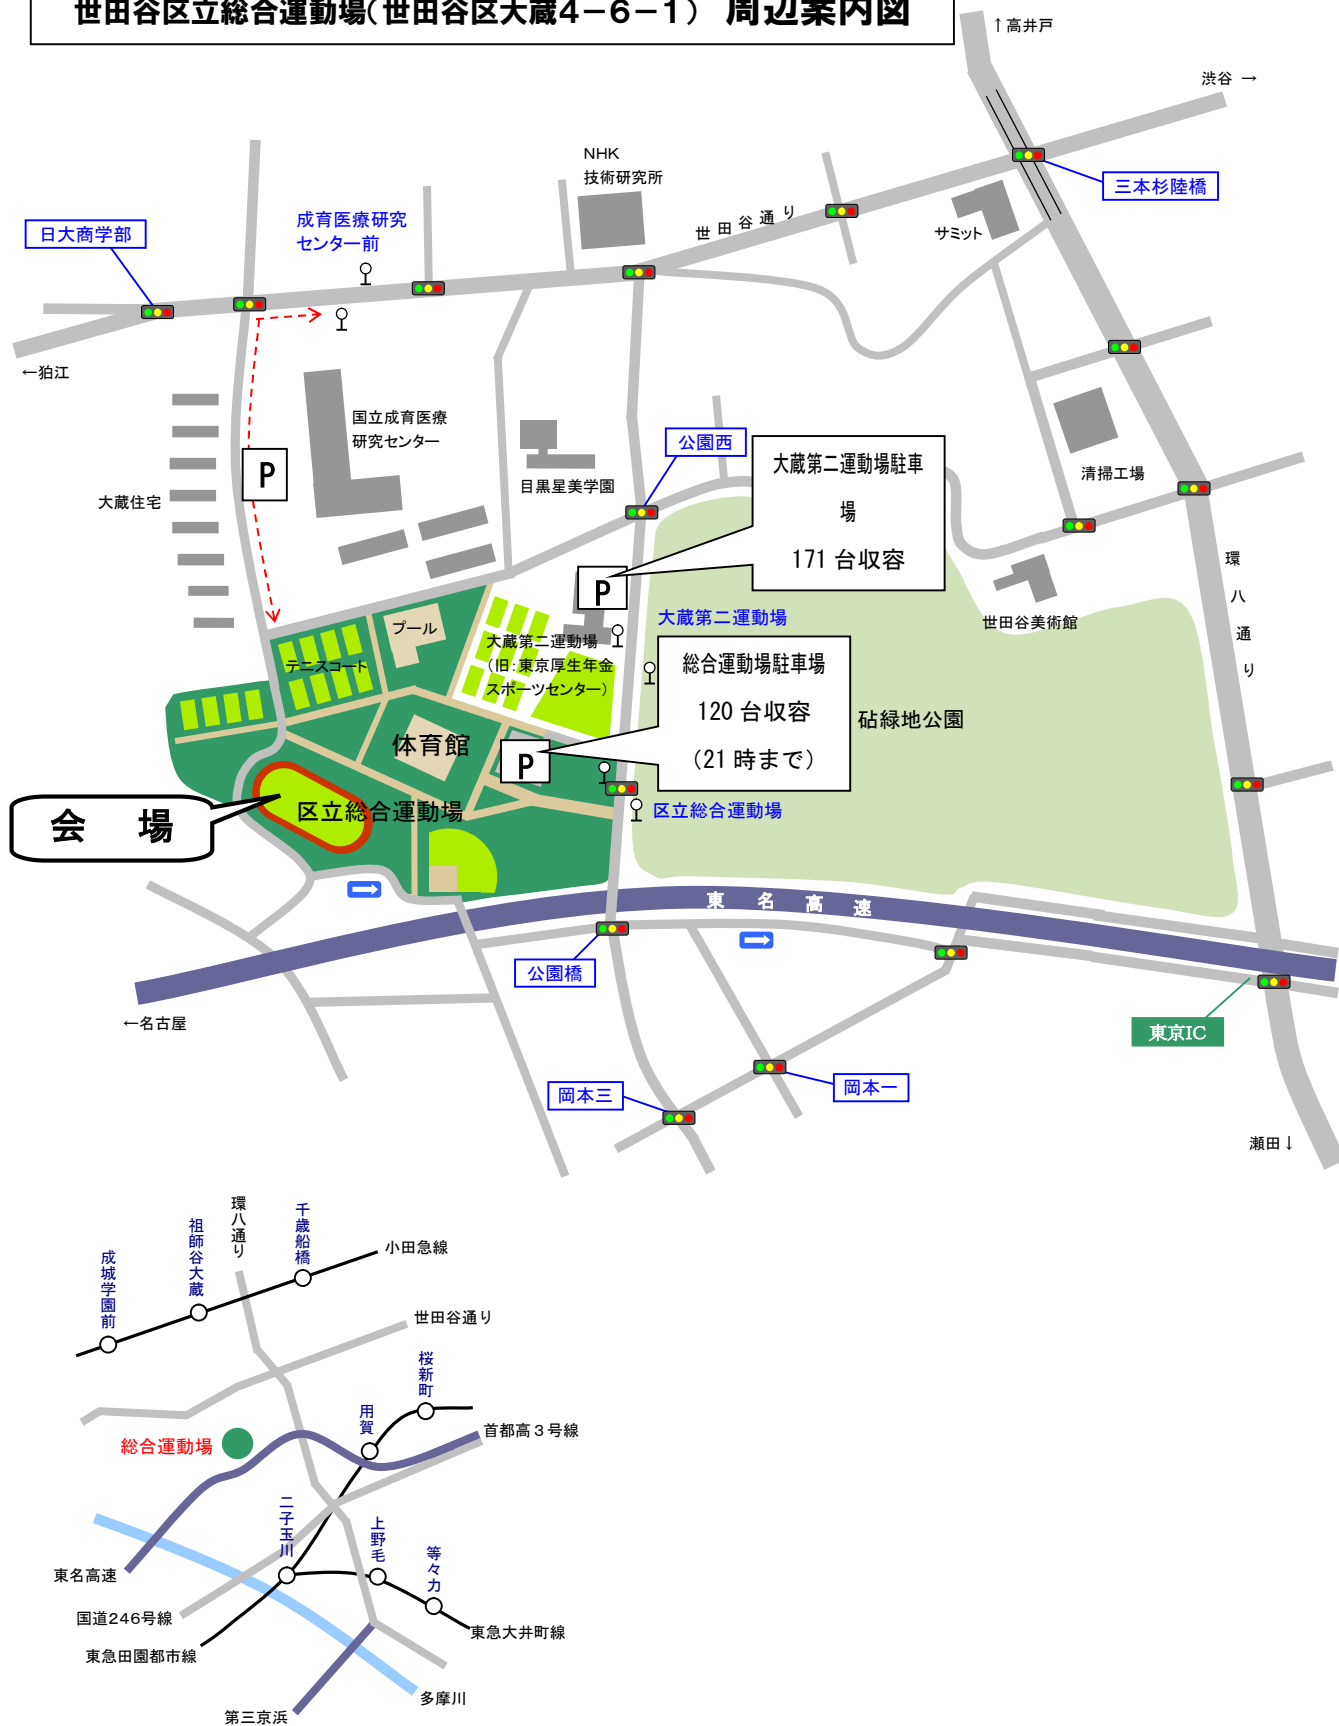 世田谷区立総合運動場(世田谷区大蔵4-6-1) 周辺案内図
↑高井戸
渋谷 →
NHK
技術研究所
三本杉陸橋
成育医療研究
センター前
日大商学部
世田谷通り
サミット
←狛江
国立成育医療
研究センター
公園西
大蔵第二運動場駐車
場
171 台収容
P
目黒星美学園
清掃工場
大蔵住宅
環八通り
P
世田谷美術館
大蔵第二運動場
プール
大蔵第二運動場
(旧:東京厚生年金
スポーツセンター)
テニスコート
総合運動場駐車場
120 台収容
(21 時まで)
砧緑地公園
体育館
P
区立総合運動場
区立総合運動場
会 場
東名高速
公園橋
←名古屋
東京IC
岡本三
岡本一
瀬田↓
環八通り
千歳船橋
祖師谷大蔵
成城学園前
小田急線
世田谷通り
桜新町
用賀
首都高3号線
総合運動場
二子玉川
上野毛
等々力
東名高速
国道246号線
東急田園都市線
東急大井町線
多摩川
第三京浜